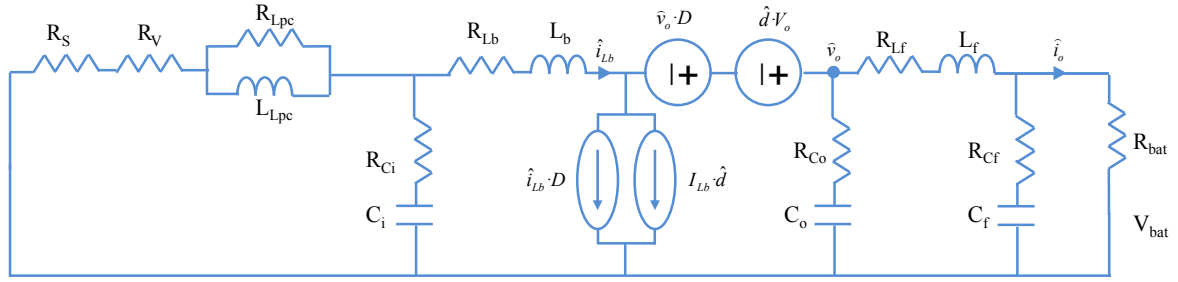 R_S
R_V
R_Lpc
L_Lpc
R_Lb
L_b
î_Lb
v̂_o·D
d̂·V_o
v̂_o
R_Lf
L_f
î_o
R_Ci
C_i
î_Lb·D
I_Lb·d̂
R_Co
C_o
R_Cf
C_f
R_bat
V_bat